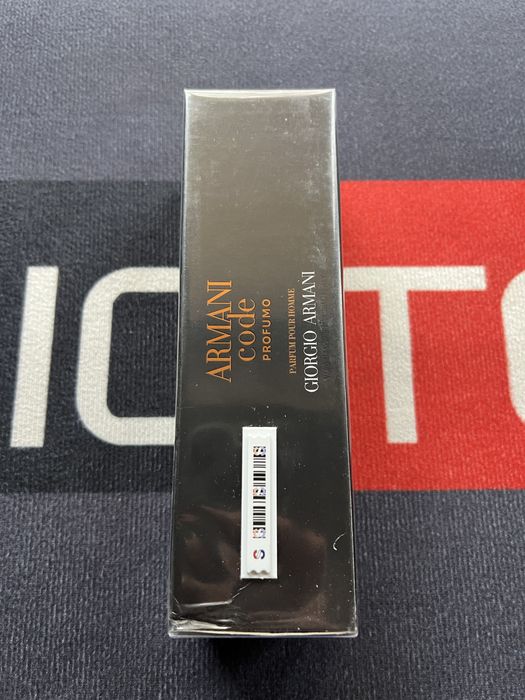 ARMANI
code
PROFUMO
PARFUM POUR HOMME
GIORGIO ARMANI
S